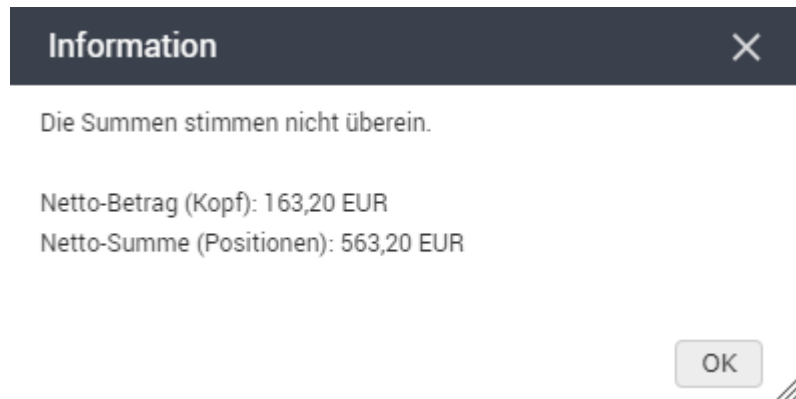 Information
Die Summen stimmen nicht überein.
Netto-Betrag (Kopf): 163,20 EUR
Netto-Summe (Positionen): 563,20 EUR
OK